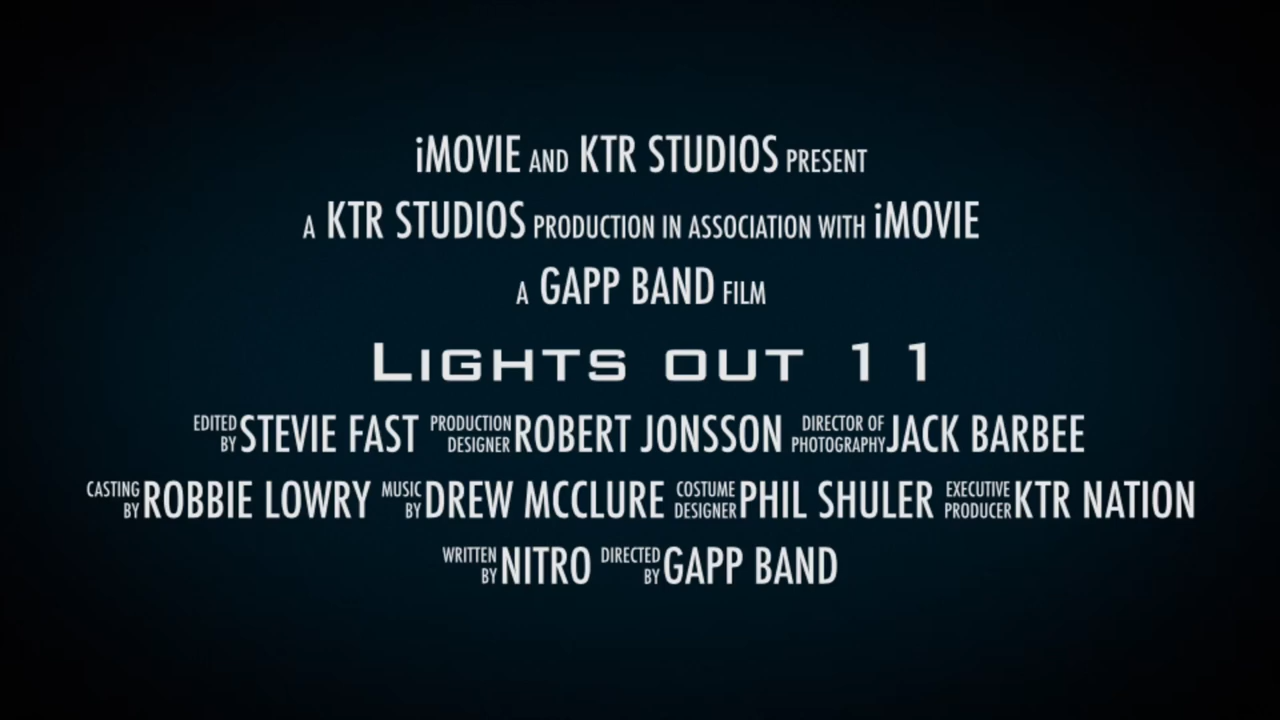 iMOVIE AND KTR STUDIOS PRESENT
A KTR STUDIOS PRODUCTION IN ASSOCIATION WITH iMOVIE
A GAPP BAND FILM
LIGHTS OUT 11
EDITED BY STEVIE FAST PRODUCTION DESIGNER ROBERT JONSSON DIRECTOR OF PHOTOGRAPHY JACK BARBEE
CASTING BY ROBBIE LOWRY MUSIC BY DREW MCCLURE COSTUME DESIGNER PHIL SHULER EXECUTIVE PRODUCER KTR NATION
WRITTEN BY NITRO DIRECTED BY GAPP BAND